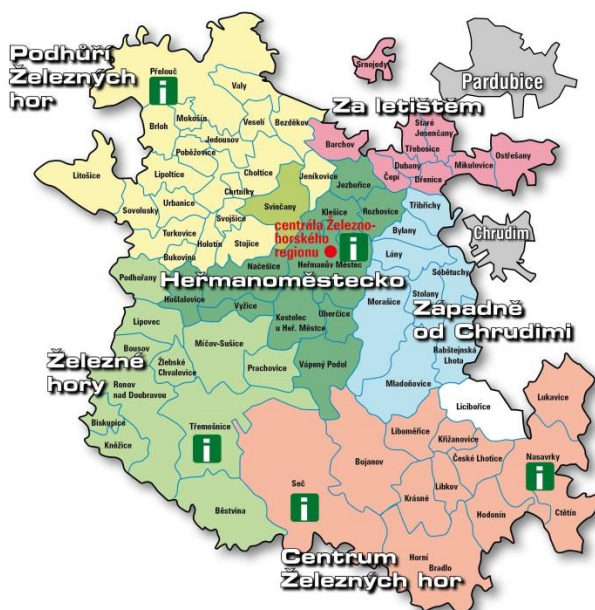 Podhůří
Železných
hor
Přelouč
i
Valy
Mokošín
Veselí
Bezděkov
Brloh
Jedousov
Poběžovice
Litošice
Lipoltice
Choltice
Jeníkovice
Chrtníky
Urbanice
Sovolusky
Svojšice
Svinčany
Turkovice
Holotín
Stojice
Bukovina
Srnojedy
Pardubice
Za letištěm
Staré
Jesenčany
Barchov
Třebosice
Ostřešany
Dubany
Mikulovice
Čepí
Dřenice
Jezbořice
Klešice
Rozhovice
centrála Železno-
horského
regionu
i
Heřmanův Městec
Načešice
Podhořany
Heřmanoměstecko
Hošťalovice
Vyžice
Kostelec
u Heř. Městce
Uherčice
Vápený Podol
Třibřichy
Bylany
Chrudim
Lány
Sobětuchy
Morašice
Stolany
Západně
od Chrudimi
Rabštejnská
Lhota
Mladoňovice
Lipovec
Bousov
Míčov-Sušice
Železné
hory
Žlebské
Chvalovice
Prachovice
Ronov
nad Doubravou
Biskupice
Kněžice
Třemošnice
i
Běstvina
Licibořice
Lukavice
Liboměřice
Křižanovice
Bojanov
České Lhotice
Nasavrky
i
Seč
i
Krásné
Libkov
Hodonín
Ctětín
Horní
Bradlo
Centrum
Železných hor